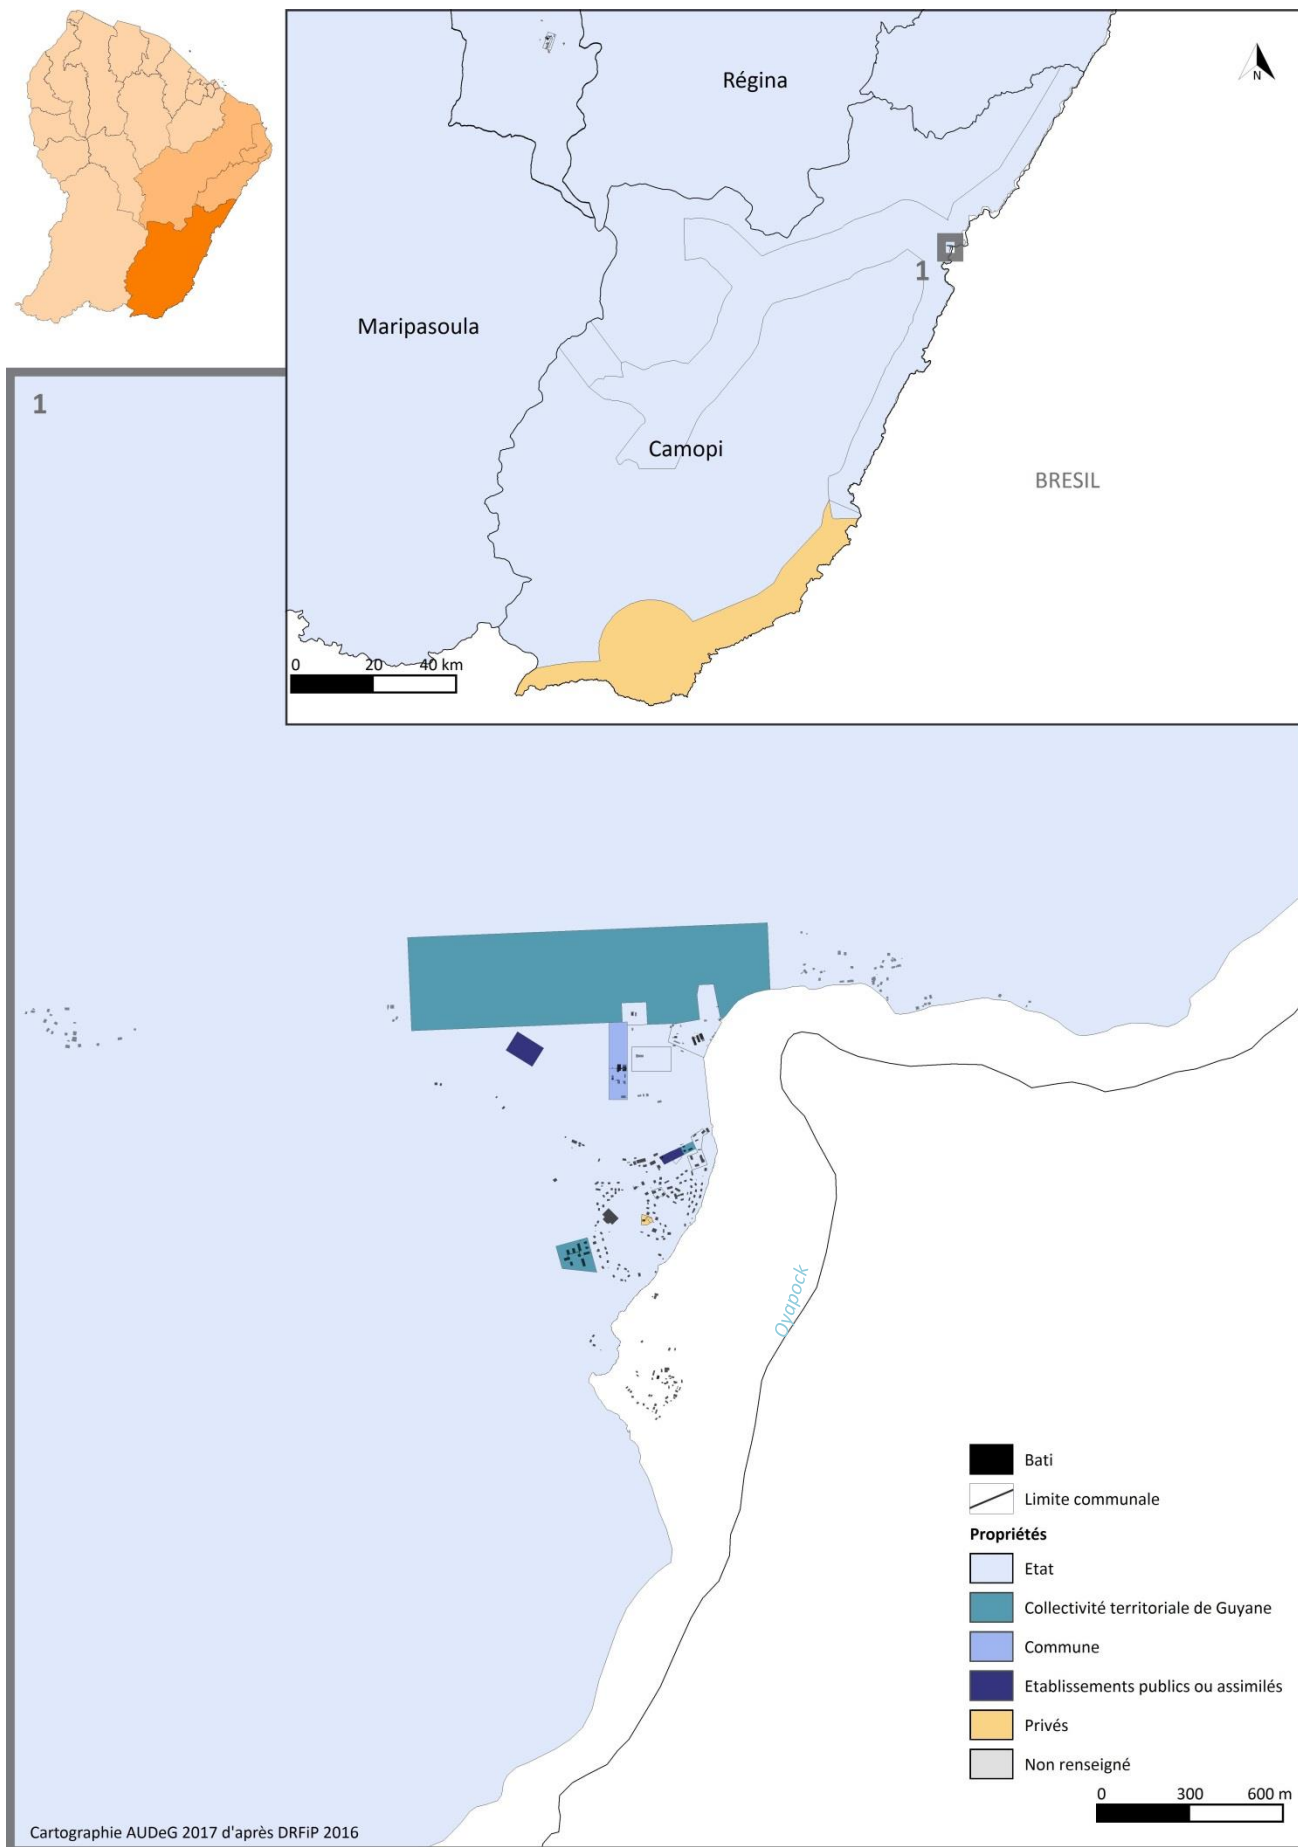 Régina
N
1
Maripasoula
Camopi
BRESIL
0 20 40 km
1
Oyapock
Bati
Limite communale
Propriétés
Etat
Collectivité territoriale de Guyane
Commune
Etablissements publics ou assimilés
Privés
Non renseigné
0 300 600 m
Cartographie AUDeG 2017 d'après DRFiP 2016